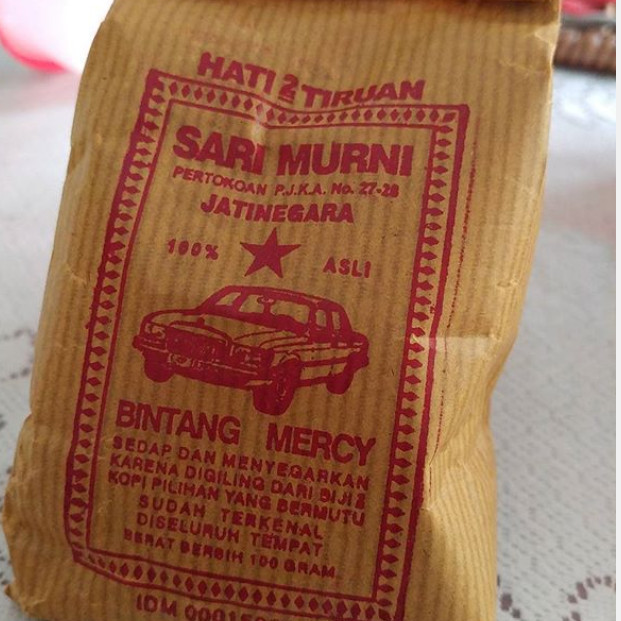 HATI 2 TIRUAN
SARI MURNI
PERTOKOAN P.J.K.A. No. 27-28
JATINEGARA
100% ASLI
BINTANG MERCY
SEDAP DAN MENYEGARKAN
KARENA DIGILING DARI BIJI 2
KOPI PILIHAN YANG BERMUTU
SUDAH TERKENAL
DISELURUH TEMPAT
BERAT BERSIH 100 GRAM
IDM